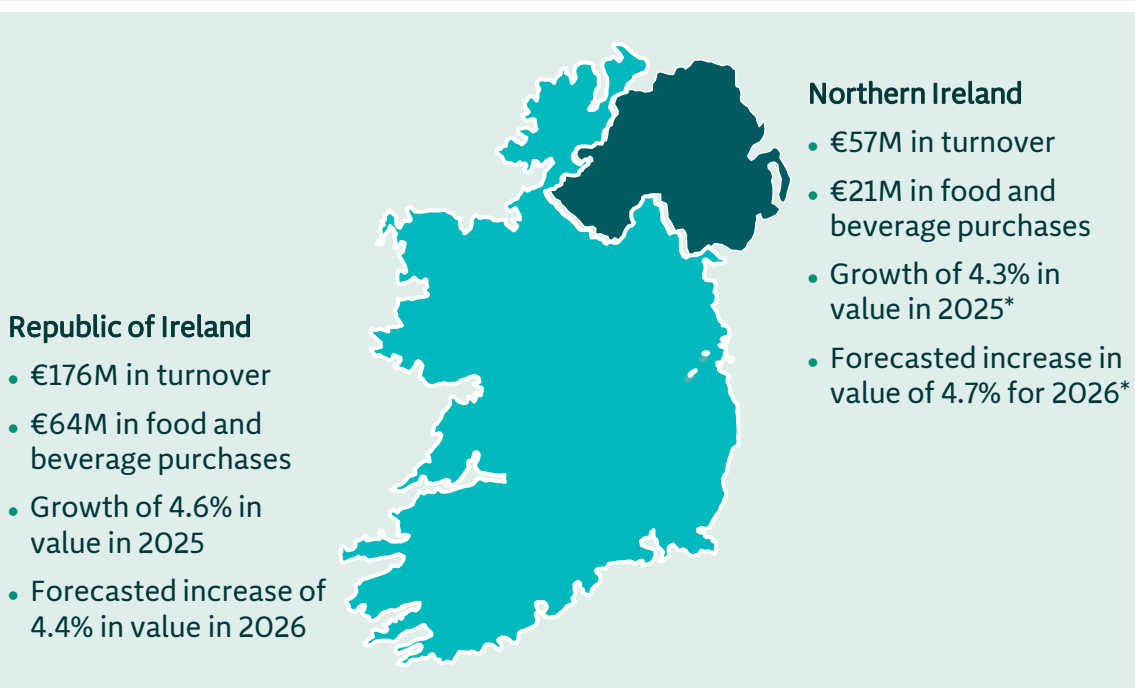 Northern Ireland
• €57M in turnover
• €21M in food and
beverage purchases
• Growth of 4.3% in
value in 2025*
• Forecasted increase in
value of 4.7% for 2026*
Republic of Ireland
• €176M in turnover
• €64M in food and
beverage purchases
• Growth of 4.6% in
value in 2025
• Forecasted increase of
4.4% in value in 2026